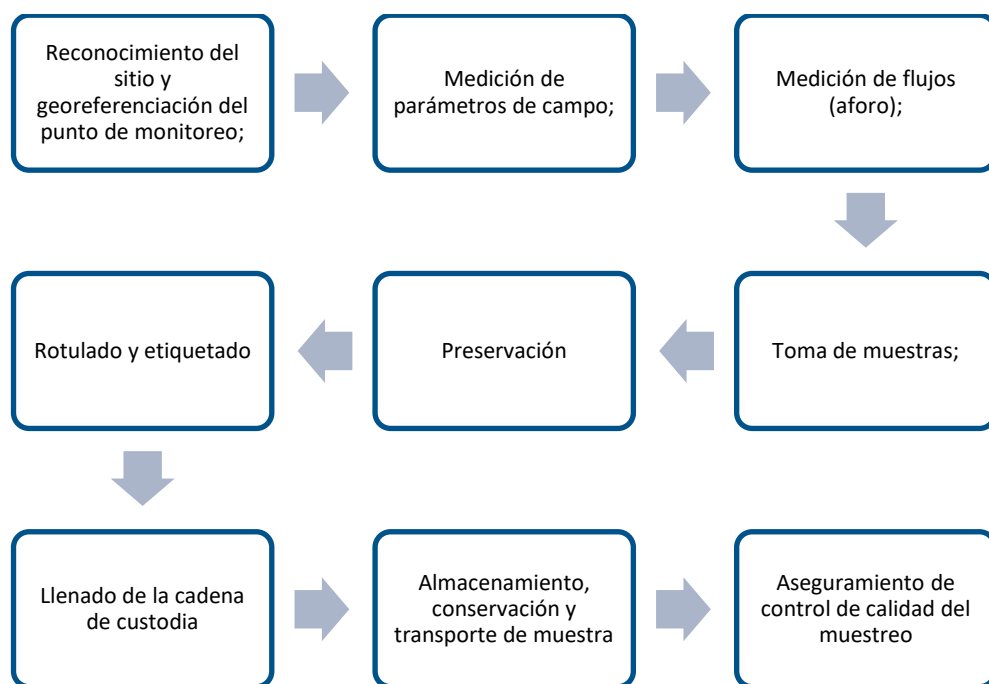 Reconocimiento del
sitio y
georeferenciación del
punto de monitoreo;
Medición de
parámetros de campo;
Medición de flujos
(aforo);
Toma de muestras;
Preservación
Rotulado y etiquetado
Llenado de la cadena
de custodia
Almacenamiento,
conservación y
transporte de muestra
Aseguramiento de
control de calidad del
muestreo